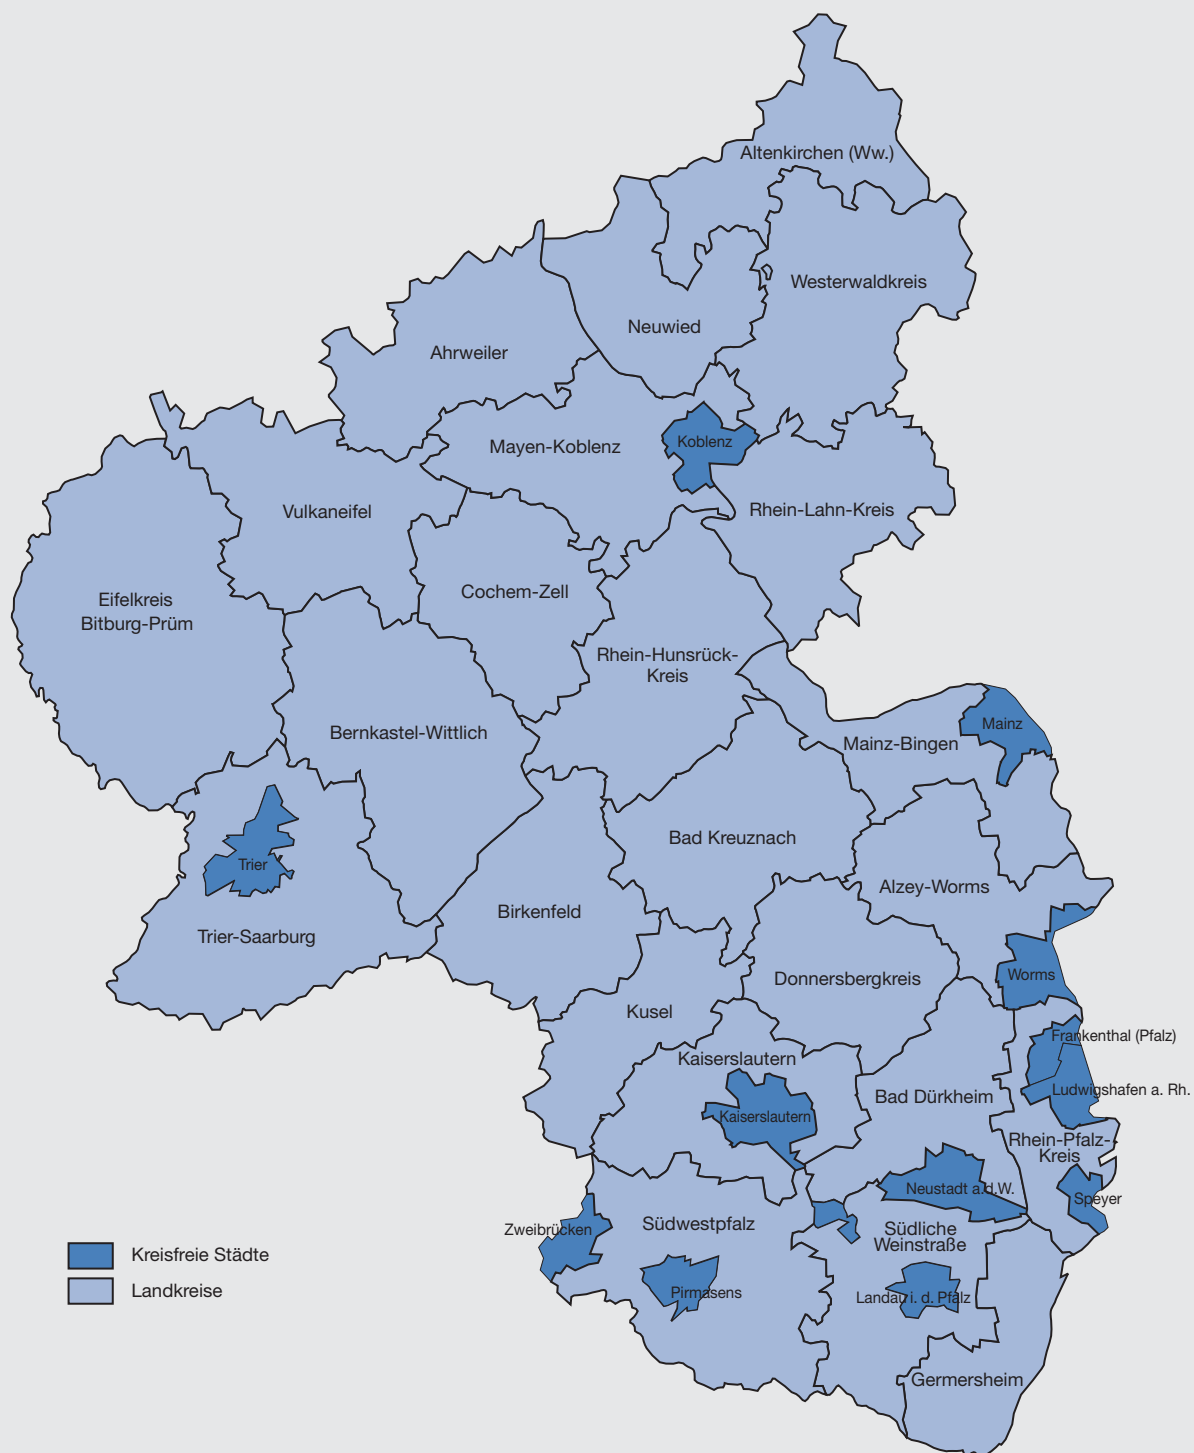 Altenkirchen (Ww.)
Westerwaldkreis
Neuwied
Ahrweiler
Mayen-Koblenz
Koblenz
Rhein-Lahn-Kreis
Vulkaneifel
Cochem-Zell
Eifelkreis
Bitburg-Prüm
Rhein-Hunsrück-
Kreis
Bernkastel-Wittlich
Mainz-Bingen
Mainz
Bad Kreuznach
Trier
Alzey-Worms
Birkenfeld
Trier-Saarburg
Worms
Donnersbergkreis
Kusel
Frankenthal (Pfalz)
Kaiserslautern
Ludwigshafen a. Rh.
Bad Dürkheim
Kaiserslautern
Rhein-Pfalz-
Kreis
Neustadt a.d.W.
Speyer
Zweibrücken
Südwestpfalz
Südliche
Weinstraße
Pirmasens
Landau i. d. Pfalz
Germersheim
Kreisfreie Städte
Landkreise